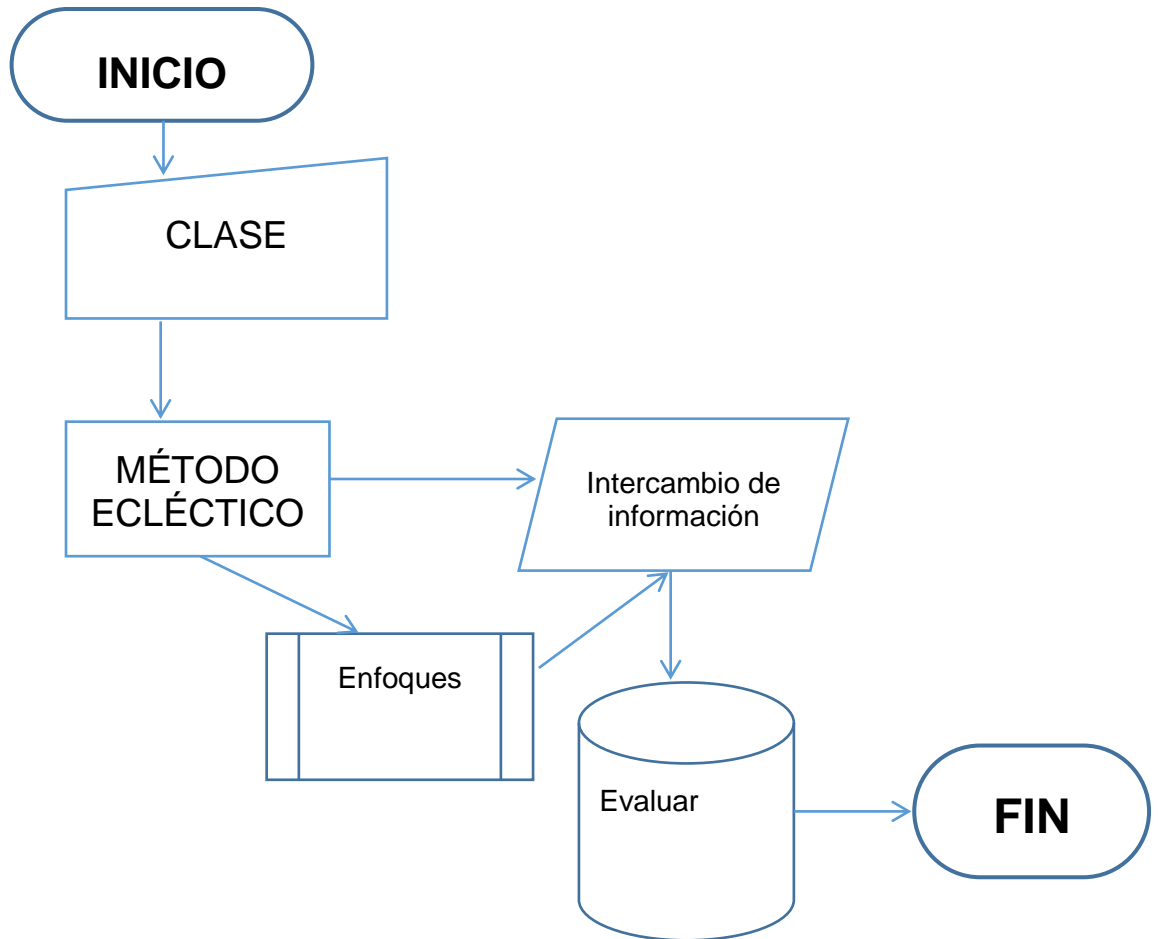 INICIO
CLASE
MÉTODO
ECLÉCTICO
Intercambio de
información
Enfoques
Evaluar
FIN